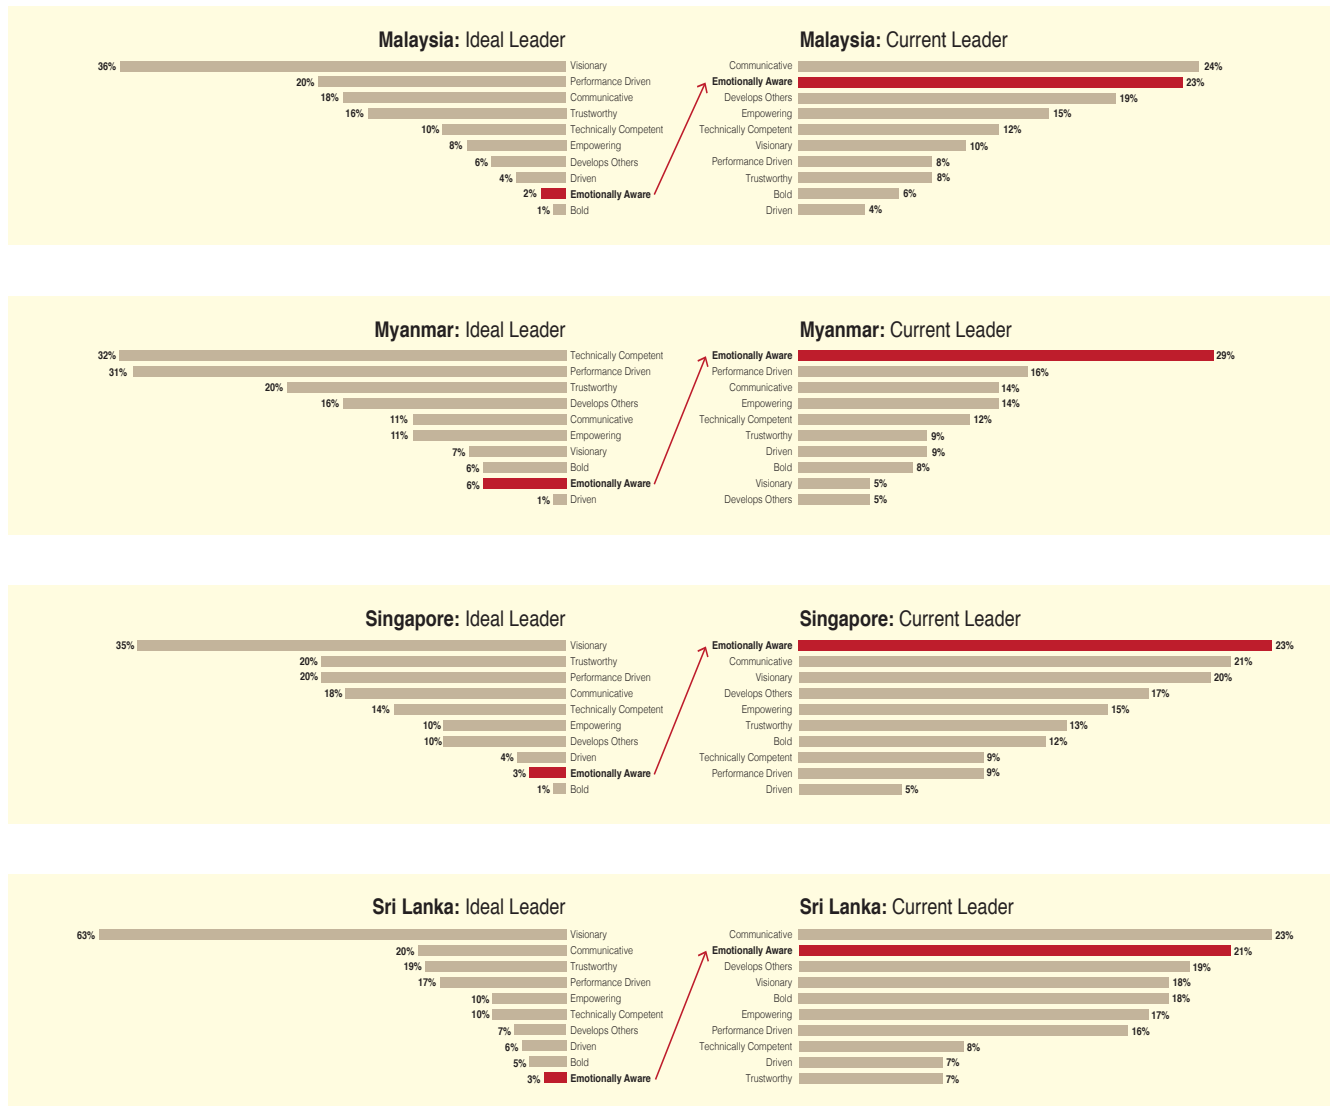 Malaysia: Ideal Leader
36% Visionary
20% Performance Driven
18% Communicative
16% Trustworthy
10% Technically Competent
8% Empowering
6% Develops Others
4% Driven
2% Emotionally Aware
1% Bold
Malaysia: Current Leader
Communicative 24%
Emotionally Aware 23%
Develops Others 19%
Empowering 15%
Technically Competent 12%
Visionary 10%
Performance Driven 8%
Trustworthy 8%
Bold 6%
Driven 4%
Myanmar: Ideal Leader
32% Technically Competent
31% Performance Driven
20% Trustworthy
16% Develops Others
11% Communicative
11% Empowering
7% Visionary
6% Bold
6% Emotionally Aware
1% Driven
Myanmar: Current Leader
Emotionally Aware 29%
Performance Driven 16%
Communicative 14%
Empowering 14%
Technically Competent 12%
Trustworthy 9%
Driven 9%
Bold 8%
Visionary 5%
Develops Others 5%
Singapore: Ideal Leader
35% Visionary
20% Trustworthy
20% Performance Driven
18% Communicative
14% Technically Competent
10% Empowering
10% Develops Others
4% Driven
3% Emotionally Aware
1% Bold
Singapore: Current Leader
Emotionally Aware 23%
Communicative 21%
Visionary 20%
Develops Others 17%
Empowering 15%
Trustworthy 13%
Bold 12%
Technically Competent 9%
Performance Driven 9%
Driven 5%
Sri Lanka: Ideal Leader
63% Visionary
20% Communicative
19% Trustworthy
17% Performance Driven
10% Empowering
10% Technically Competent
7% Develops Others
6% Driven
5% Bold
3% Emotionally Aware
Sri Lanka: Current Leader
Communicative 23%
Emotionally Aware 21%
Develops Others 19%
Visionary 18%
Bold 18%
Empowering 17%
Performance Driven 16%
Technically Competent 8%
Driven 7%
Trustworthy 7%